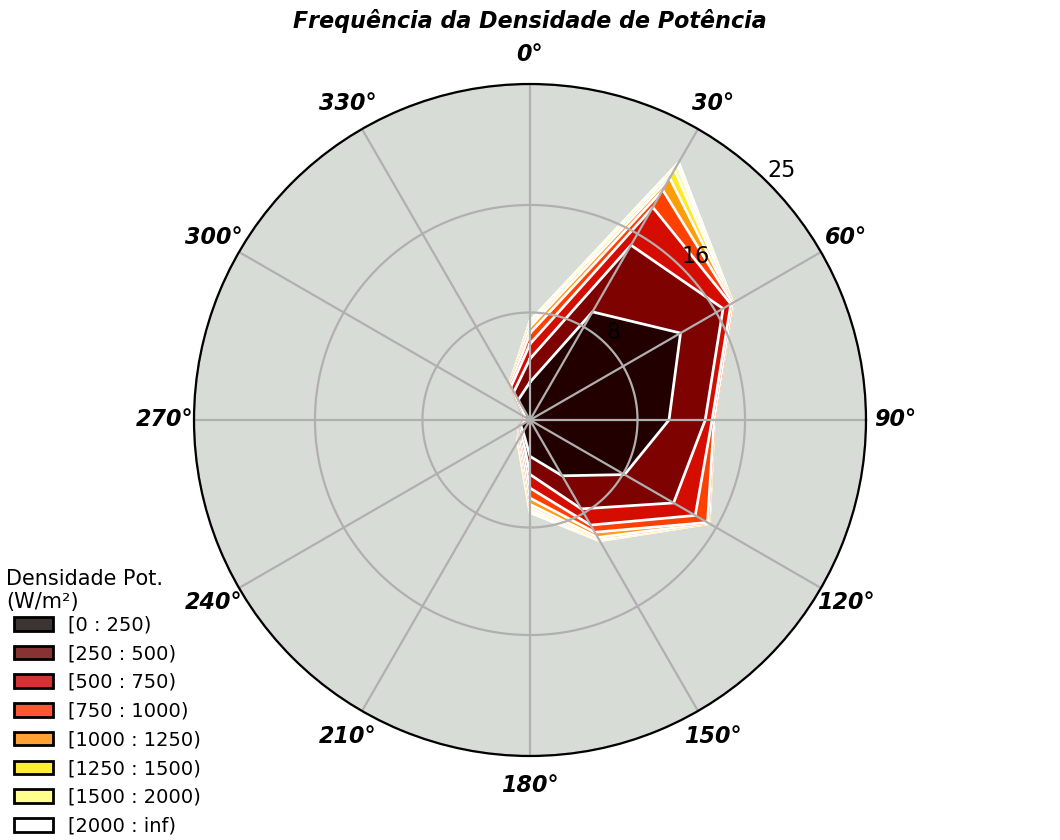 Frequência da Densidade de Potência
0°
330°
30°
25
300°
60°
16
8
270°
90°
240°
120°
210°
150°
180°
Densidade Pot.
(W/m²)
[0 : 250)
[250 : 500)
[500 : 750)
[750 : 1000)
[1000 : 1250)
[1250 : 1500)
[1500 : 2000)
[2000 : inf)